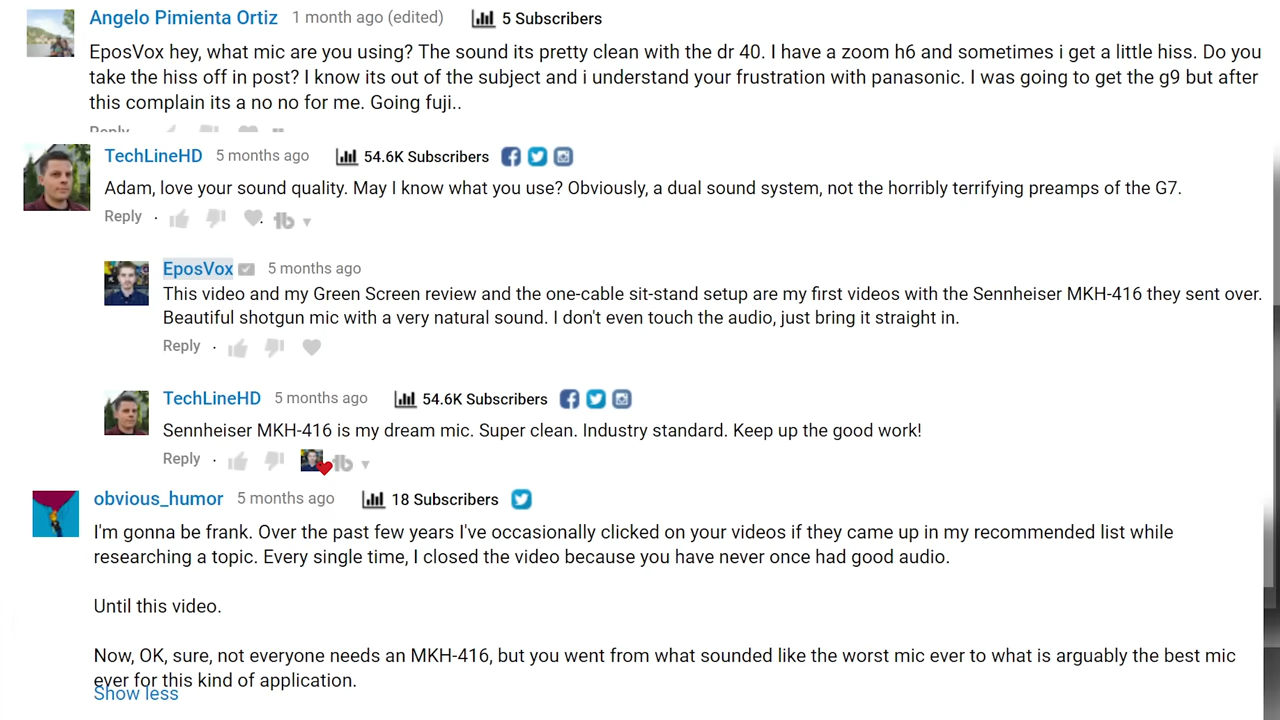 Angelo Pimienta Ortiz 1 month ago (edited) 5 Subscribers
EposVox hey, what mic are you using? The sound its pretty clean with the dr 40. I have a zoom h6 and sometimes i get a little hiss. Do you
take the hiss off in post? I know its out of the subject and i understand your frustration with panasonic. I was going to get the g9 but after
this complain its a no no for me. Going fuji..
Reply
TechLineHD 5 months ago 54.6K Subscribers
Adam, love your sound quality. May I know what you use? Obviously, a dual sound system, not the horribly terrifying preamps of the G7.
Reply
EposVox 5 months ago
This video and my Green Screen review and the one-cable sit-stand setup are my first videos with the Sennheiser MKH-416 they sent over.
Beautiful shotgun mic with a very natural sound. I don't even touch the audio, just bring it straight in.
Reply
TechLineHD 5 months ago 54.6K Subscribers
Sennheiser MKH-416 is my dream mic. Super clean. Industry standard. Keep up the good work!
Reply
obvious_humor 5 months ago 18 Subscribers
I'm gonna be frank. Over the past few years I've occasionally clicked on your videos if they came up in my recommended list while
researching a topic. Every single time, I closed the video because you have never once had good audio.
Until this video.
Now, OK, sure, not everyone needs an MKH-416, but you went from what sounded like the worst mic ever to what is arguably the best mic
ever for this kind of application.
Show less